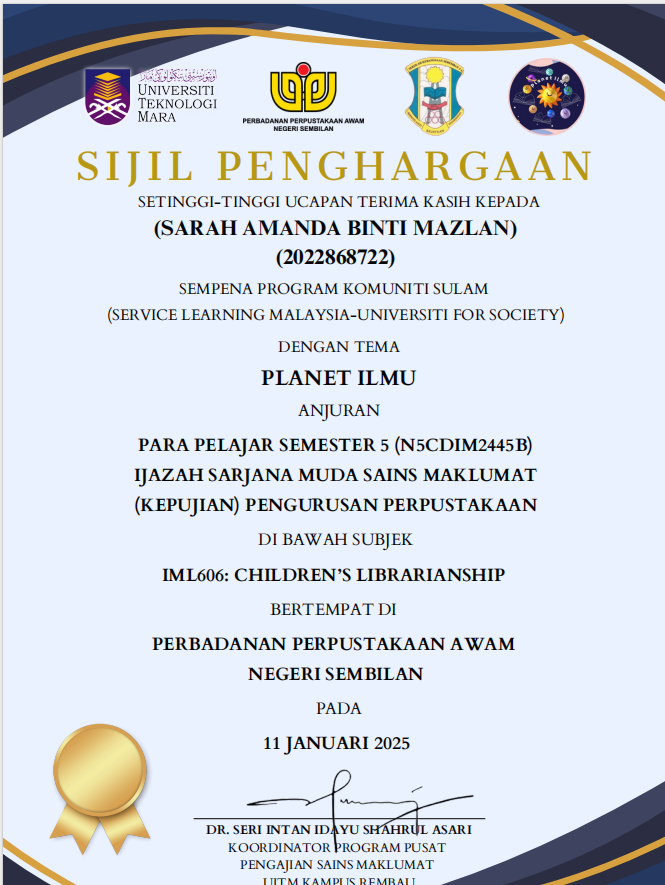 UNIVERSITI
TEKNOLOGI
MARA
PERBADANAN PERPUSTAKAAN AWAM
NEGERI SEMBILAN
Planet Ilmu
SIJIL PENGHARGAAN
SETINGGI-TINGGI UCAPAN TERIMA KASIH KEPADA
(SARAH AMANDA BINTI MAZLAN)
(2022868722)
SEMPENA PROGRAM KOMUNITI SULAM
(SERVICE LEARNING MALAYSIA-UNIVERSITI FOR SOCIETY)
DENGAN TEMA
PLANET ILMU
ANJURAN
PARA PELAJAR SEMESTER 5 (N5CDIM2445B)
IJAZAH SARJANA MUDA SAINS MAKLUMAT
(KEPUJIAN) PENGURUSAN PERPUSTAKAAN
DI BAWAH SUBJEK
IML606: CHILDREN'S LIBRARIANSHIP
BERTEMPAT DI
PERBADANAN PERPUSTAKAAN AWAM
NEGERI SEMBILAN
PADA
11 JANUARI 2025
DR. SERI INTAN IDAYU SHAHRUL ASARI
KOORDINATOR PROGRAM PUSAT
PENGAJIAN SAINS MAKLUMAT
UITM KAMPUS REMBAU